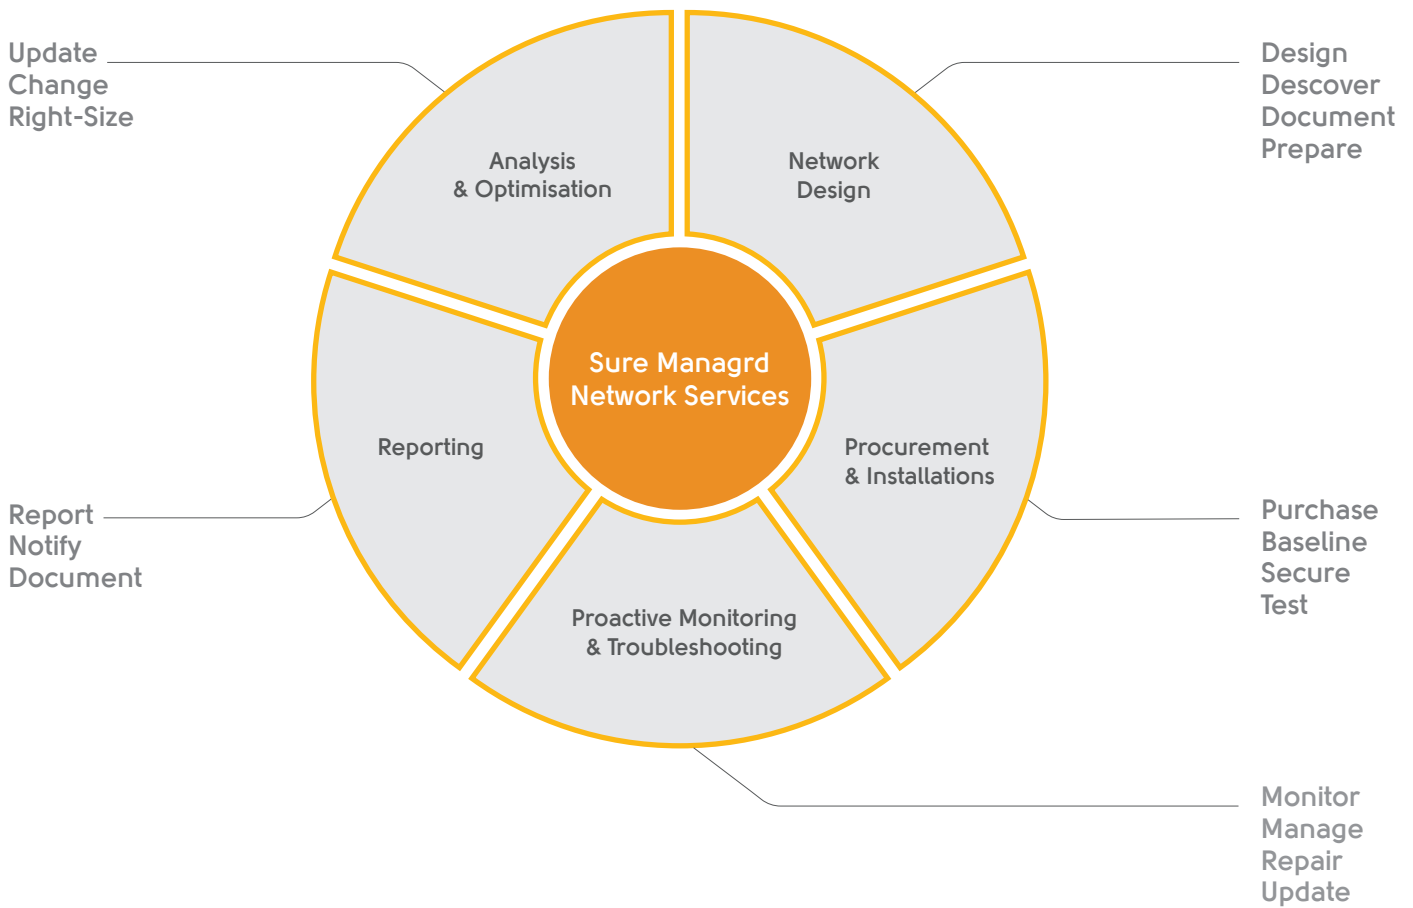 Update
Change
Right-Size
Design
Descover
Document
Prepare
Analysis
& Optimisation
Network
Design
Sure Managrd
Network Services
Reporting
Procurement
& Installations
Report
Notify
Document
Purchase
Baseline
Secure
Test
Proactive Monitoring
& Troubleshooting
Monitor
Manage
Repair
Update